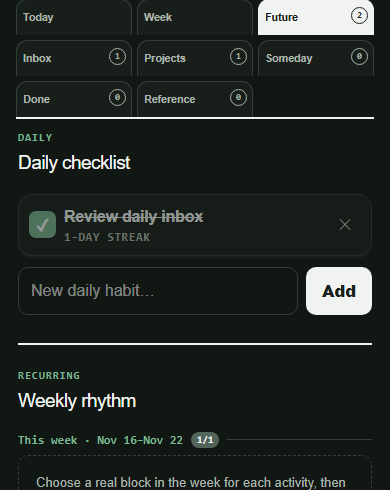 Today
Week
Future 2
Inbox 1
Projects 1
Someday 0
Done 0
Reference 0
DAILY
Daily checklist
Review daily inbox
1-DAY STREAK
New daily habit...
Add
RECURRING
Weekly rhythm
This week · Nov 16–Nov 22 1/1
Choose a real block in the week for each activity, then